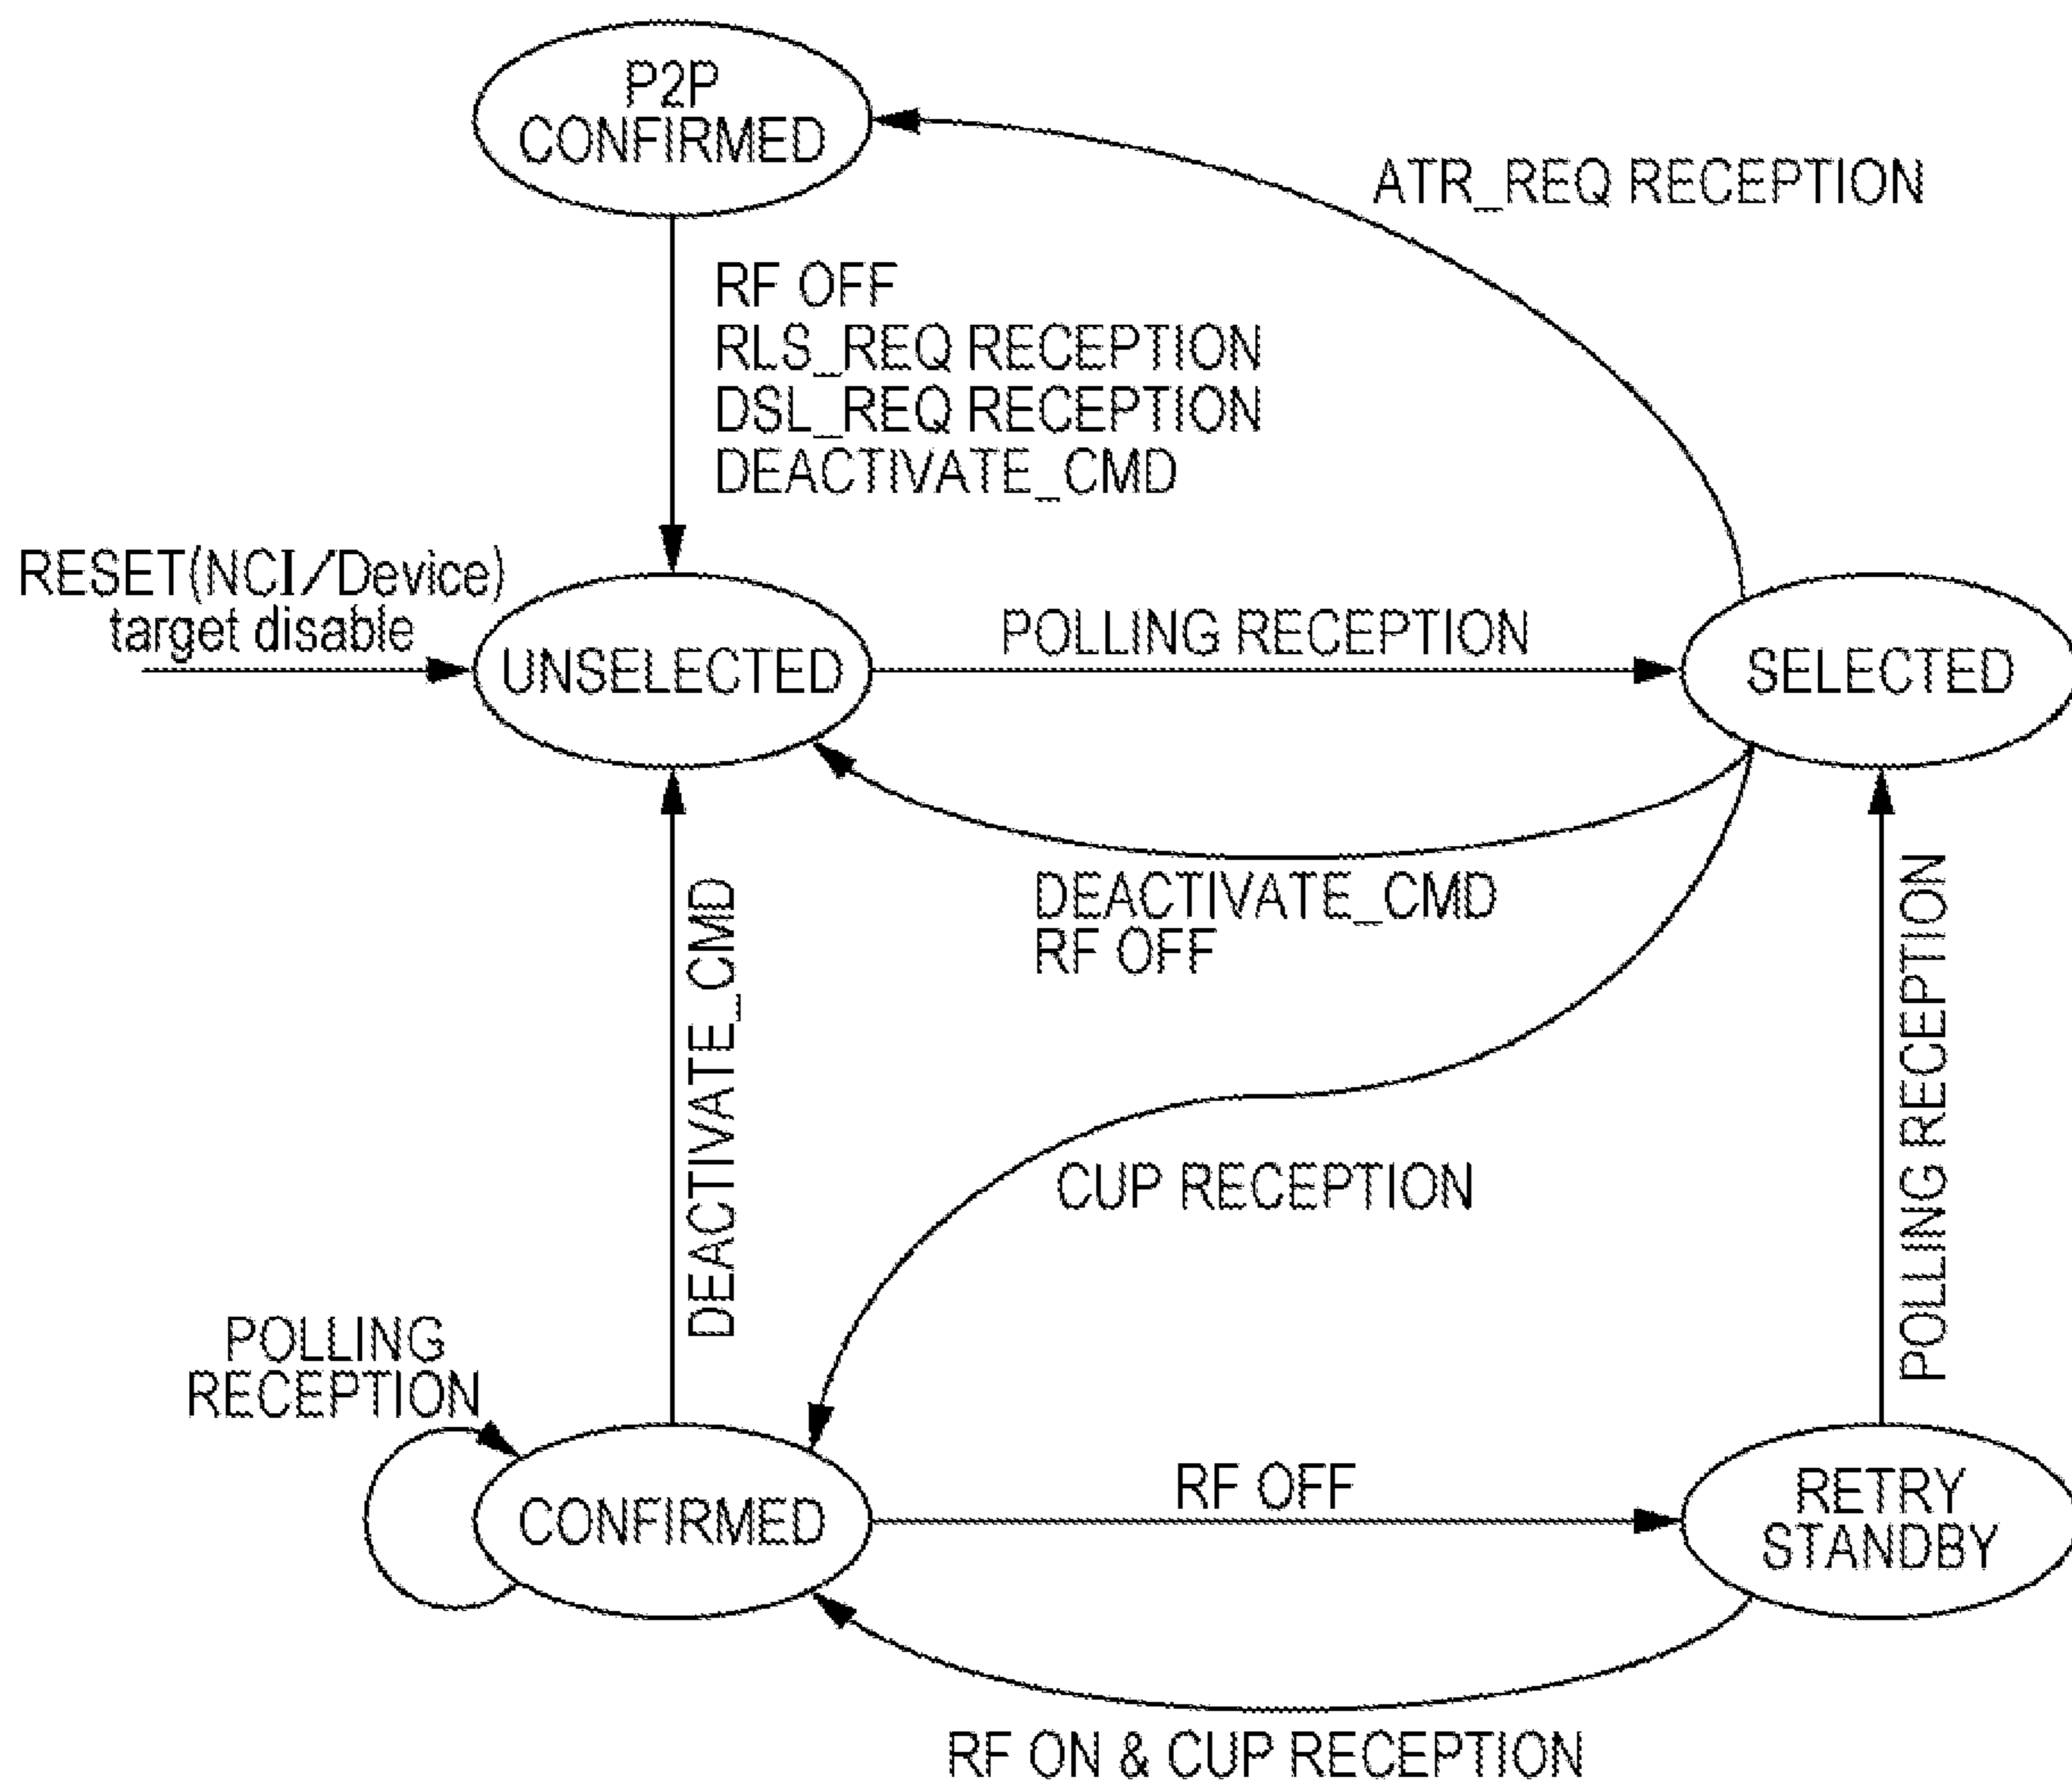 P2P
CONFIRMED
ATR_REQ RECEPTION
RF OFF
RLS_REQ RECEPTION
DSL_REQ RECEPTION
DEACTIVATE_CMD
RESET(NCI/Device)
target disable
UNSELECTED
POLLING RECEPTION
SELECTED
DEACTIVATE_CMD
RF OFF
DEACTIVATE_CMD
POLLING RECEPTION
CUP RECEPTION
POLLING
RECEPTION
CONFIRMED
RF OFF
RETRY
STANDBY
RF ON & CUP RECEPTION